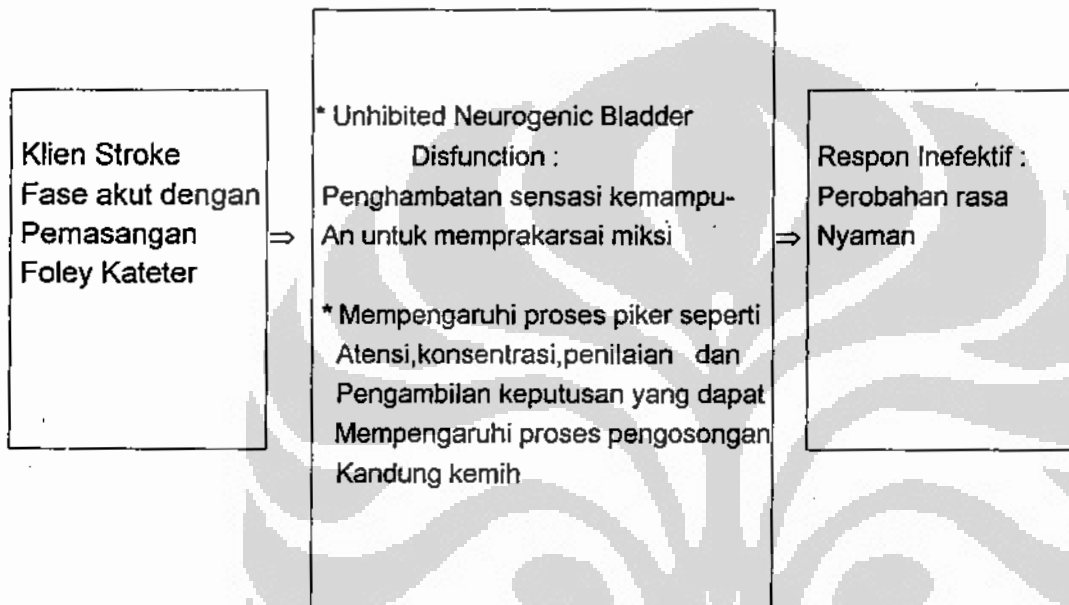 Klien Stroke
Fase akut dengan
Pemasangan
Foley Kateter
⇒
* Unhibited Neurogenic Bladder
Disfunction :
Penghambatan sensasi kemampu-
An untuk memprakarsai miksi
* Mempengaruhi proses piker seperti
Atensi,konsentrasi,penilaian dan
Pengambilan keputusan yang dapat
Mempengaruhi proses pengosongan
Kandung kemih
⇒
Respon Inefektif :
Perobahan rasa
Nyaman